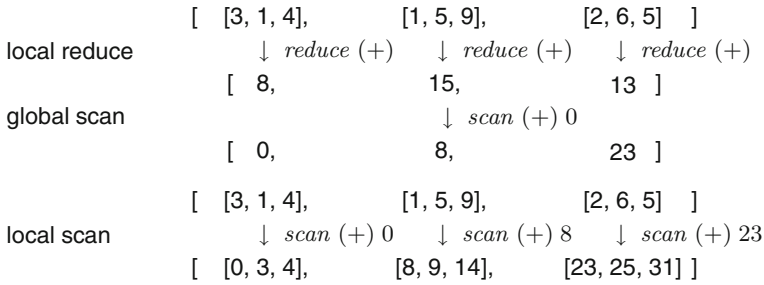 [ [3, 1, 4], [1, 5, 9], [2, 6, 5] ]
local reduce ↓ reduce (+) ↓ reduce (+) ↓ reduce (+)
[ 8, 15, 13 ]
global scan ↓ scan (+) 0
[ 0, 8, 23 ]
[ [3, 1, 4], [1, 5, 9], [2, 6, 5] ]
local scan ↓ scan (+) 0 ↓ scan (+) 8 ↓ scan (+) 23
[ [0, 3, 4], [8, 9, 14], [23, 25, 31] ]